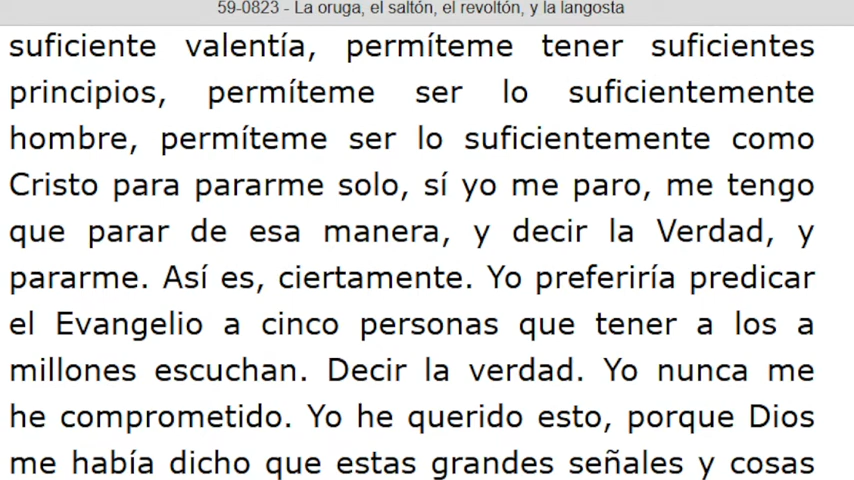 59-0823 - La oruga, el saltón, el revoltón, y la langosta
suficiente valentía, permíteme tener suficientes
principios, permíteme ser lo suficientemente
hombre, permíteme ser lo suficientemente como
Cristo para pararme solo, sí yo me paro, me tengo
que parar de esa manera, y decir la Verdad, y
pararme. Así es, ciertamente. Yo preferiría predicar
el Evangelio a cinco personas que tener a los a
millones escuchan. Decir la verdad. Yo nunca me
he comprometido. Yo he querido esto, porque Dios
me había dicho que estas grandes señales y cosas